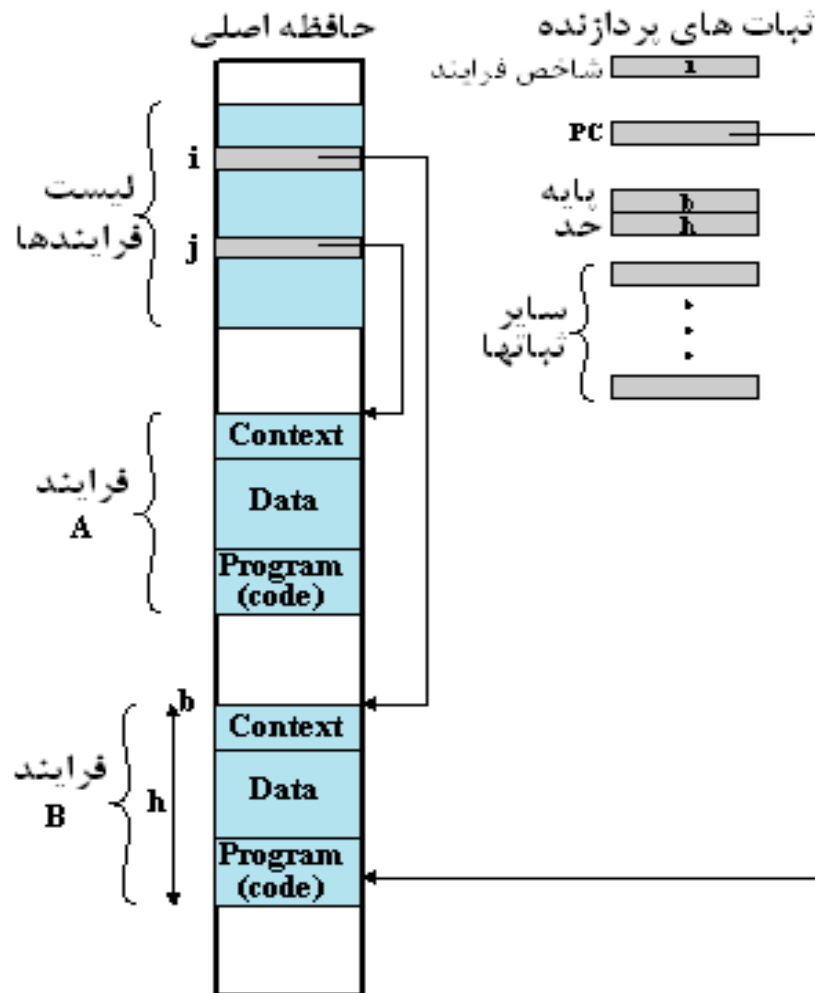 حافظه اصلی
ثبات های پردازنده
شاخص فرایند
i
PC
پایه
b
حد
h
سایر
ثباتها
لیست
فرایندها
i
j
فرایند
A
Context
Data
Program
(code)
فرایند
B
b
h
Context
Data
Program
(code)